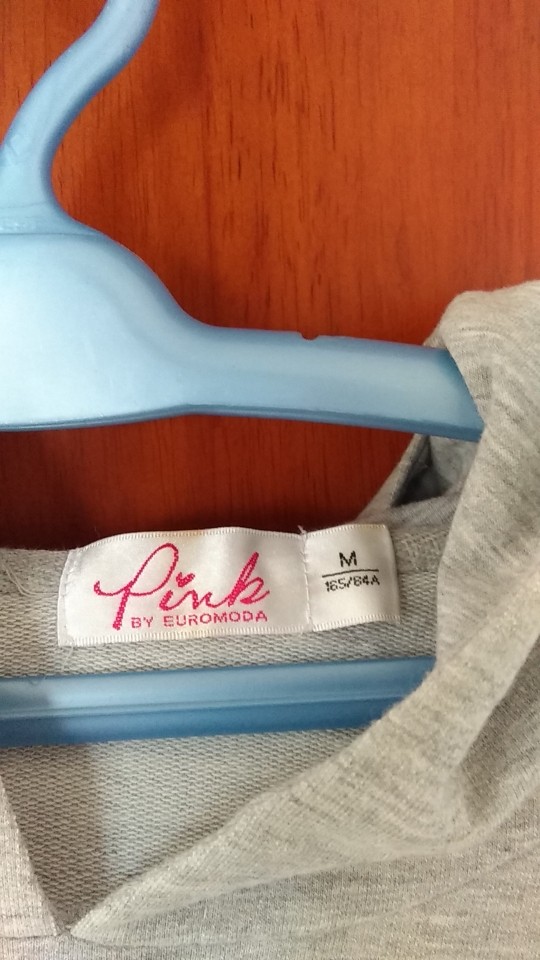 Pink
BY EUROMODA
M
165/84A